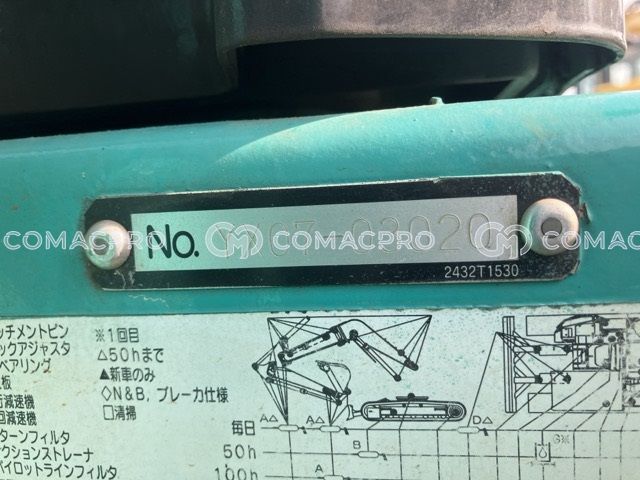 No.
COMACPRO COMACPRO COMACPRO
2432T1530
ッチメントピン
ックアジャスタ
ベアリング
板
減速機
回減速機
ターンフィルタ
クションストレーナ
パイロットラインフィルタ
※1回目
△50hまで
▲新車のみ
◇N&B, ブレーカ仕様
□清掃
毎日
50h
100h
A△
A△
D△
B
A